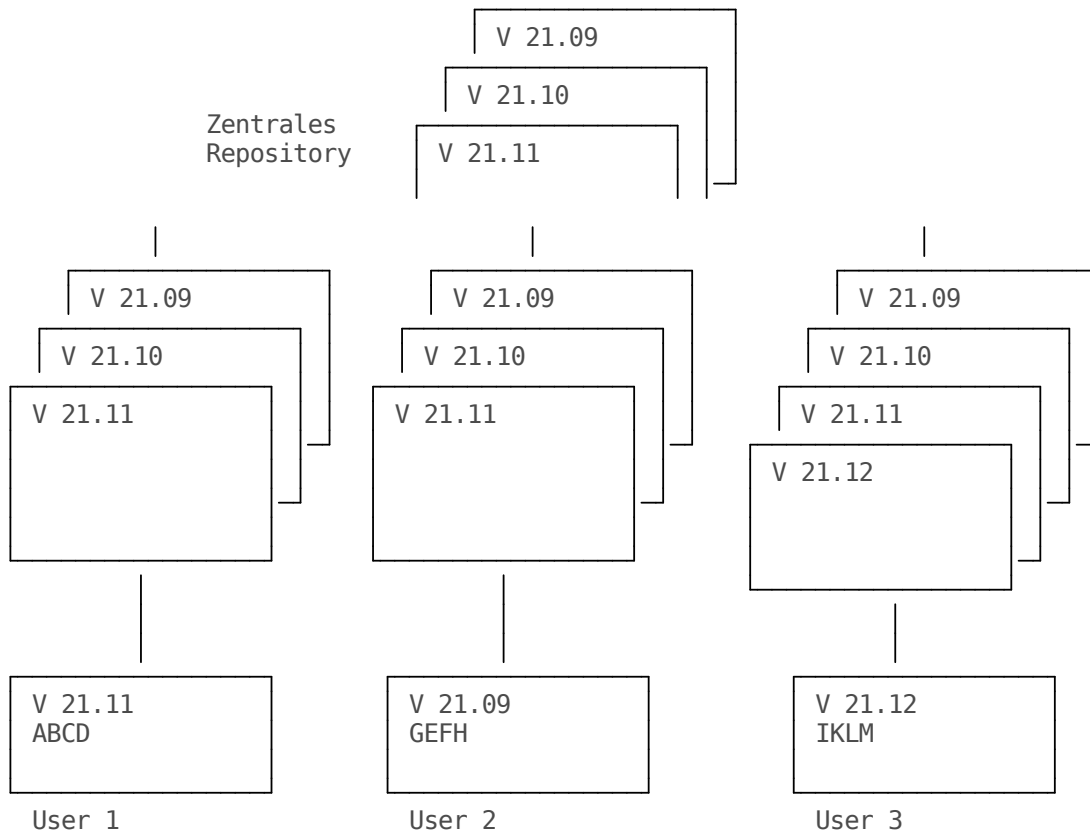 V 21.09
V 21.10
Zentrales
Repository
V 21.11
V 21.09
V 21.10
V 21.11
V 21.09
V 21.10
V 21.11
V 21.09
V 21.10
V 21.11
V 21.12
V 21.11
ABCD
V 21.09
GEFH
V 21.12
IKLM
User 1
User 2
User 3